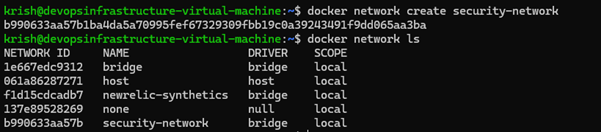 krish@devopsinfrastructure-virtual-machine:~$ docker network create security-network
b990633aa57b1ba4da5a70995fef67329309fbb19c0a39243491f9dd065aa3ba
krish@devopsinfrastructure-virtual-machine:~$ docker network ls
NETWORK ID     NAME                  DRIVER    SCOPE
1e667edc9312   bridge                bridge    local
061a86287271   host                  host      local
f1d15cdcadb7   newrelic-synthetics   bridge    local
137e89528269   none                  null      local
b990633aa57b   security-network      bridge    local